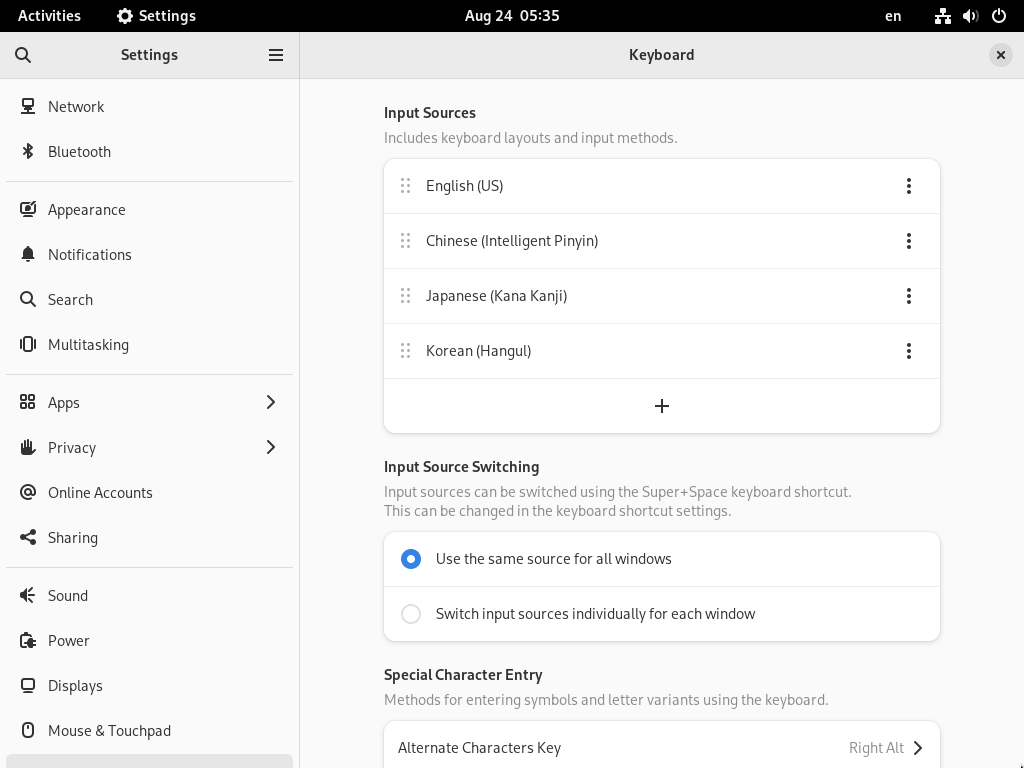 Activities Settings Aug 24 05:35 en
Settings
Keyboard
Network
Bluetooth
Appearance
Notifications
Search
Multitasking
Apps
Privacy
Online Accounts
Sharing
Sound
Power
Displays
Mouse & Touchpad
Input Sources
Includes keyboard layouts and input methods.
English (US)
Chinese (Intelligent Pinyin)
Japanese (Kana Kanji)
Korean (Hangul)
Input Source Switching
Input sources can be switched using the Super+Space keyboard shortcut.
This can be changed in the keyboard shortcut settings.
Use the same source for all windows
Switch input sources individually for each window
Special Character Entry
Methods for entering symbols and letter variants using the keyboard.
Alternate Characters Key Right Alt